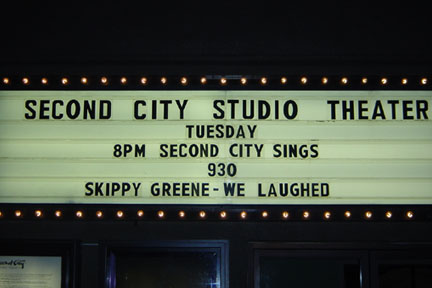 SECOND CITY STUDIO THEATER
TUESDAY
8PM SECOND CITY SINGS
930
SKIPPY GREENE-WE LAUGHED